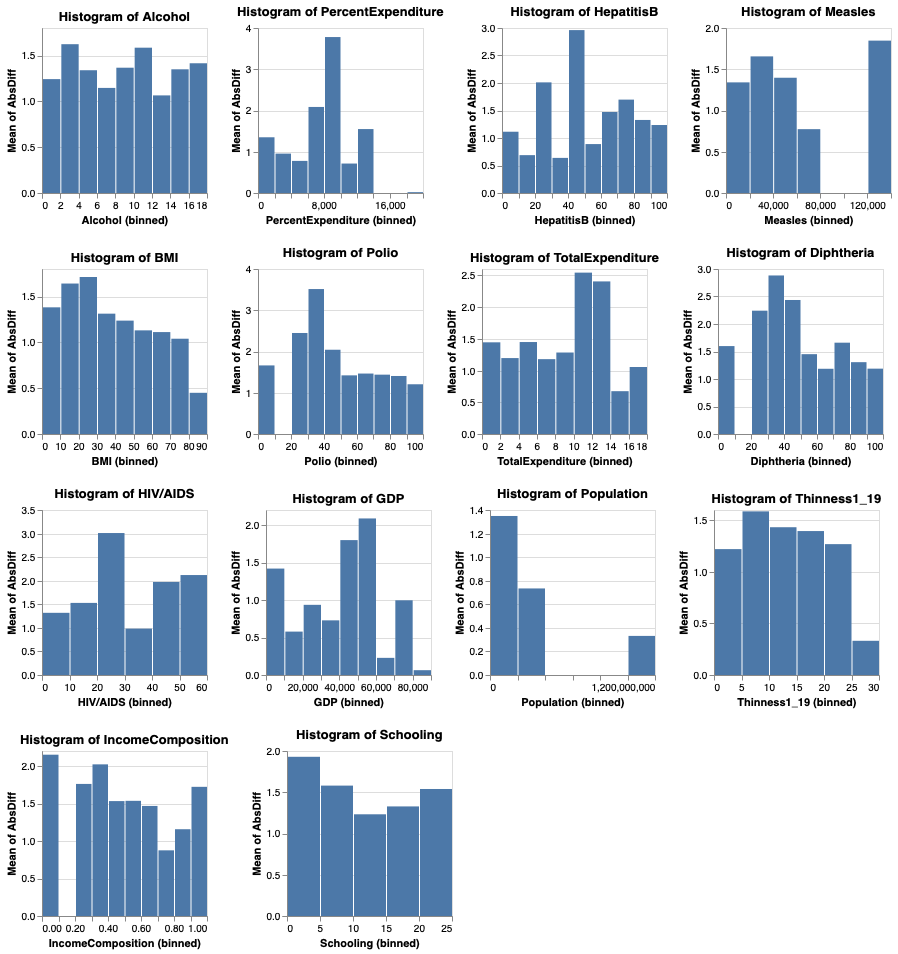 Histogram of Alcohol
Mean of AbsDiff
1.5
1.0
0.5
0.0
0 2 4 6 8 10 12 14 16 18
Alcohol (binned)
Histogram of PercentExpenditure
Mean of AbsDiff
4
3
2
1
0
0 8,000 16,000
PercentExpenditure (binned)
Histogram of HepatitisB
Mean of AbsDiff
3.0
2.5
2.0
1.5
1.0
0.5
0.0
0 20 40 60 80 100
HepatitisB (binned)
Histogram of Measles
Mean of AbsDiff
2.0
1.5
1.0
0.5
0.0
0 40,000 80,000 120,000
Measles (binned)
Histogram of BMI
Mean of AbsDiff
1.5
1.0
0.5
0.0
0 10 20 30 40 50 60 70 80 90
BMI (binned)
Histogram of Polio
Mean of AbsDiff
4
3
2
1
0
0 20 40 60 80 100
Polio (binned)
Histogram of TotalExpenditure
Mean of AbsDiff
2.5
2.0
1.5
1.0
0.5
0.0
0 2 4 6 8 10 12 14 16 18
TotalExpenditure (binned)
Histogram of Diphtheria
Mean of AbsDiff
3.0
2.5
2.0
1.5
1.0
0.5
0.0
0 20 40 60 80 100
Diphtheria (binned)
Histogram of HIV/AIDS
Mean of AbsDiff
3.5
3.0
2.5
2.0
1.5
1.0
0.5
0.0
0 10 20 30 40 50 60
HIV/AIDS (binned)
Histogram of GDP
Mean of AbsDiff
2.0
1.5
1.0
0.5
0.0
0 20,000 40,000 60,000 80,000
GDP (binned)
Histogram of Population
Mean of AbsDiff
1.4
1.2
1.0
0.8
0.6
0.4
0.2
0.0
0 1,200,000,000
Population (binned)
Histogram of Thinness1_19
Mean of AbsDiff
1.5
1.0
0.5
0.0
0 5 10 15 20 25 30
Thinness1_19 (binned)
Histogram of IncomeComposition
Mean of AbsDiff
2.0
1.5
1.0
0.5
0.0
0.00 0.20 0.40 0.60 0.80 1.00
IncomeComposition (binned)
Histogram of Schooling
Mean of AbsDiff
2.0
1.5
1.0
0.5
0.0
0 5 10 15 20 25
Schooling (binned)